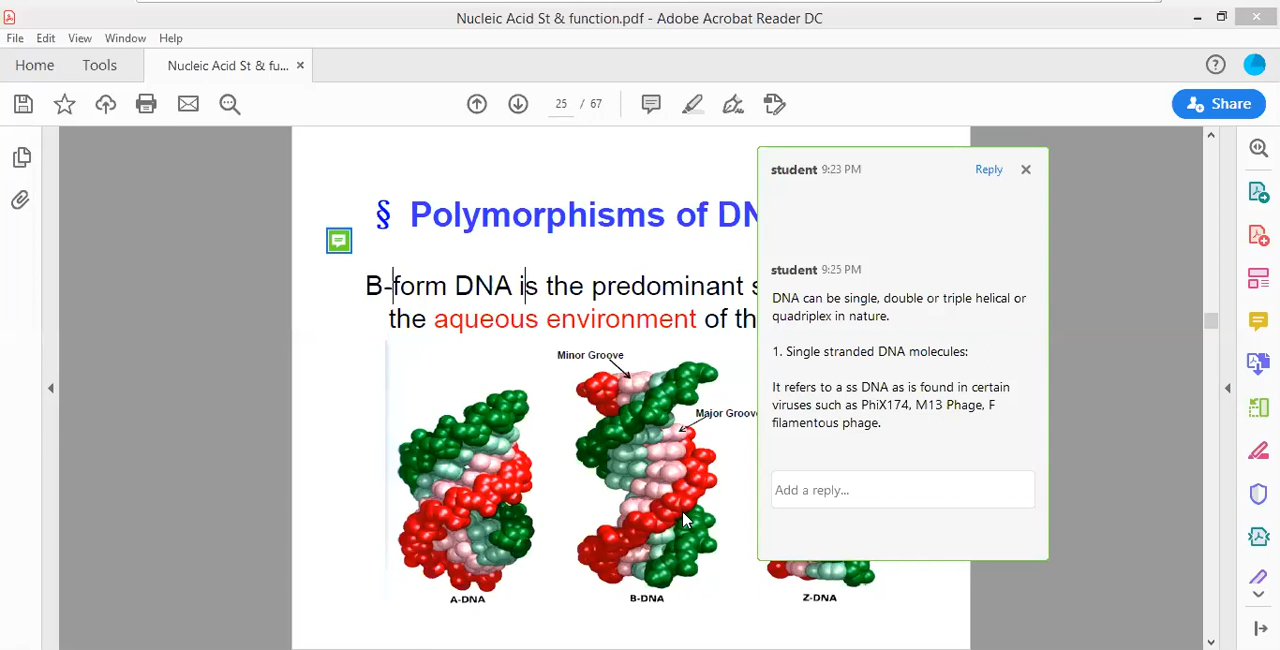 Nucleic Acid St & function.pdf - Adobe Acrobat Reader DC
File Edit View Window Help
Home Tools Nucleic Acid St & fu... ×
25 / 67
Share
student 9:23 PM Reply
§ Polymorphisms of DN
student 9:25 PM
B-form DNA is the predominant s
DNA can be single, double or triple helical or
quadriplex in nature.
the aqueous environment of th
1. Single stranded DNA molecules:
It refers to a ss DNA as is found in certain
viruses such as PhiX174, M13 Phage, F
filamentous phage.
Minor Groove
Major Groove
Add a reply...
A-DNA
B-DNA
Z-DNA